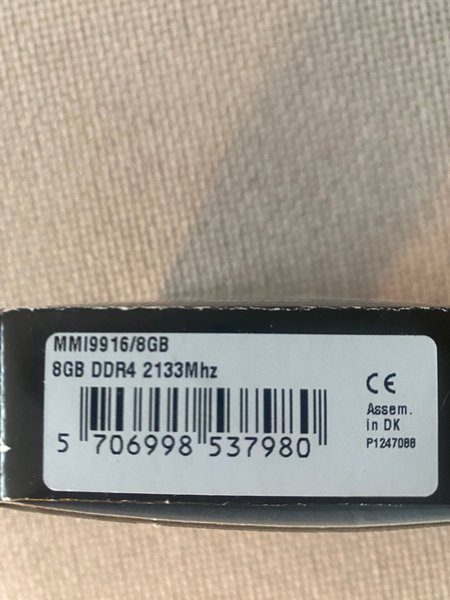 MMI9916/8GB
8GB DDR4 2133Mhz
CE
Assem.
in DK
P1247088
5 706998 537980